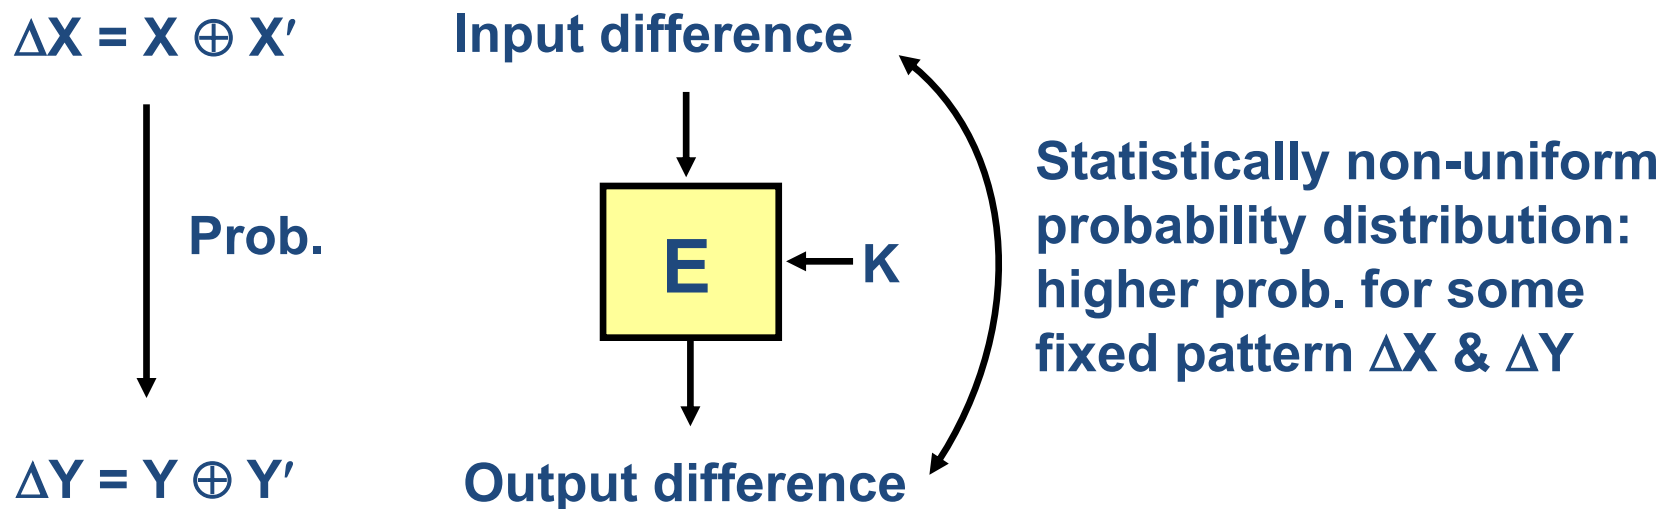 ΔX = X ⊕ X′
Input difference
Prob.
E
K
Statistically non-uniform
probability distribution:
higher prob. for some
fixed pattern ΔX & ΔY
ΔY = Y ⊕ Y′
Output difference